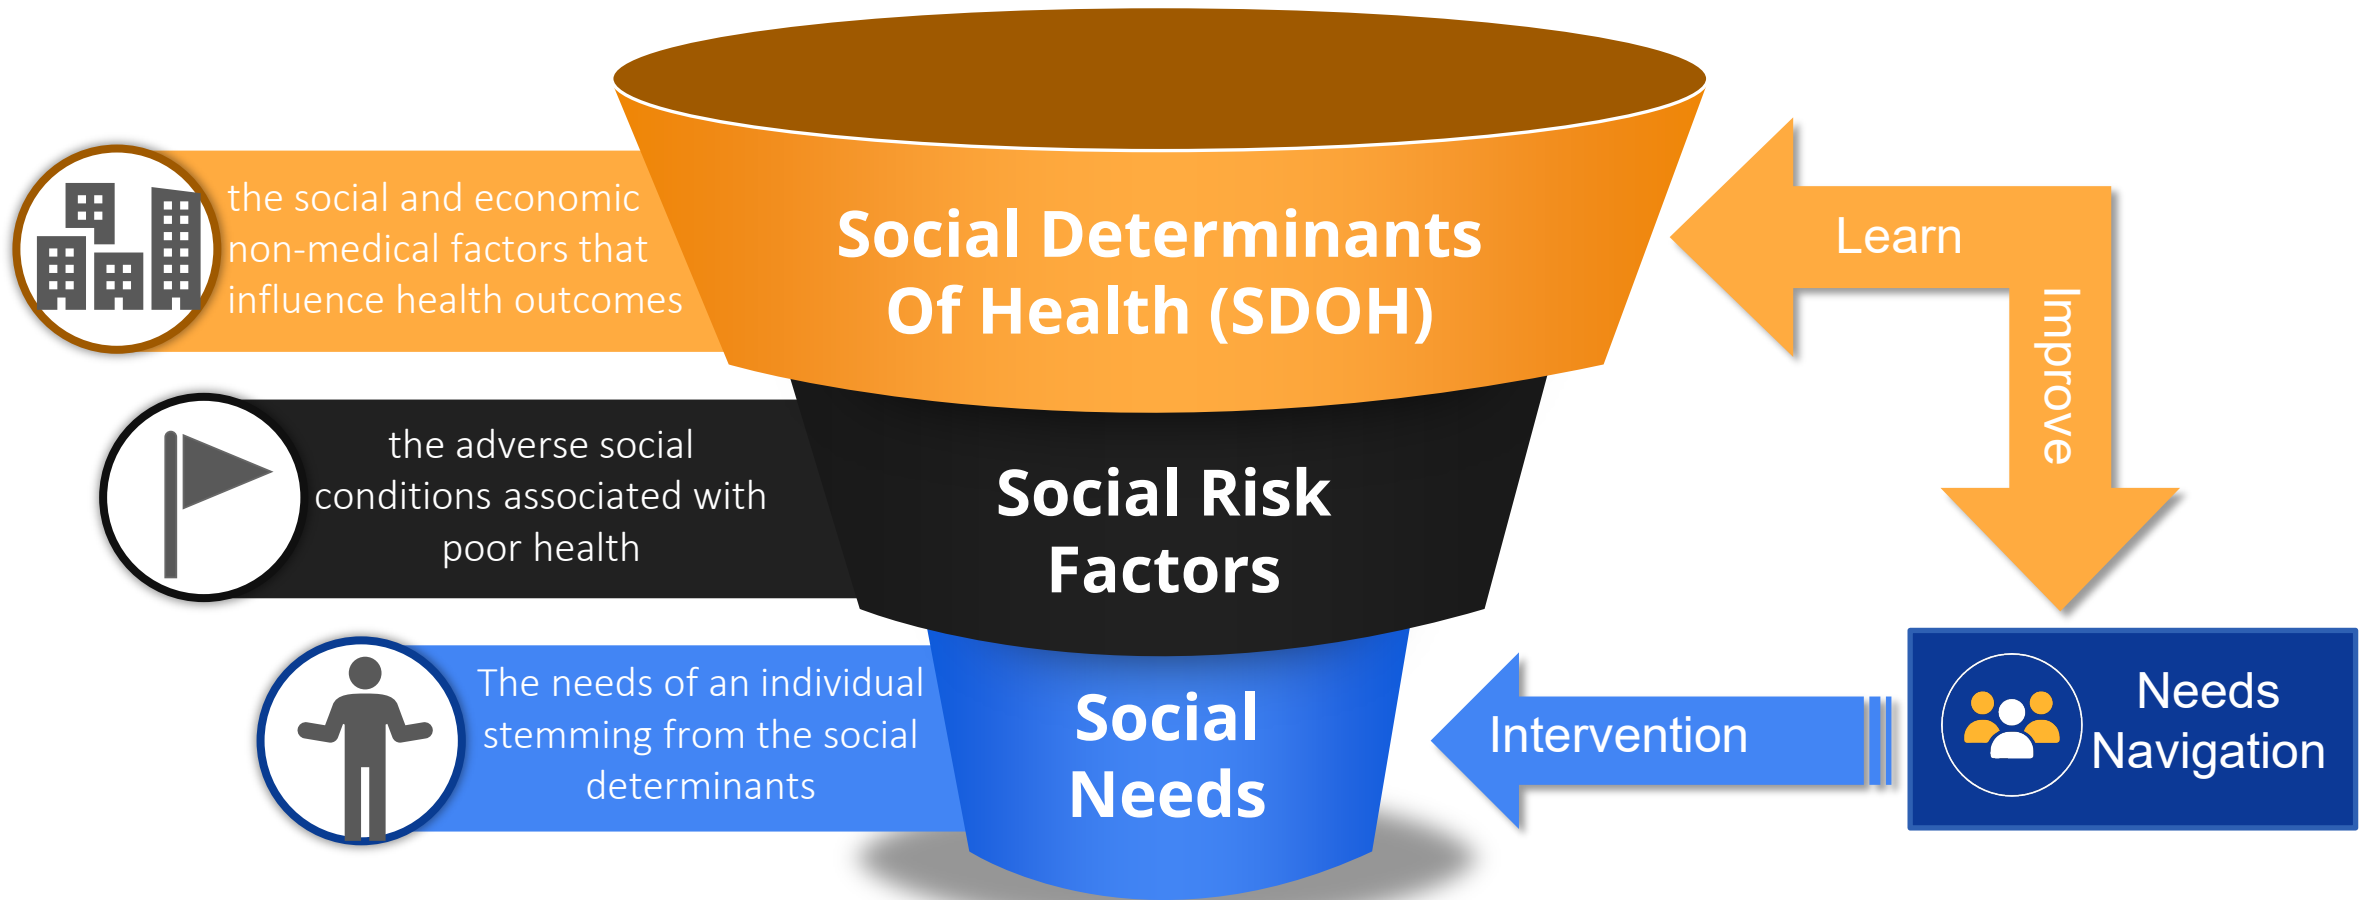 the social and economic
non-medical factors that
influence health outcomes
Social Determinants
Of Health (SDOH)
Learn
Improve
the adverse social
conditions associated with
poor health
Social Risk
Factors
The needs of an individual
stemming from the social
determinants
Social
Needs
Intervention
Needs
Navigation